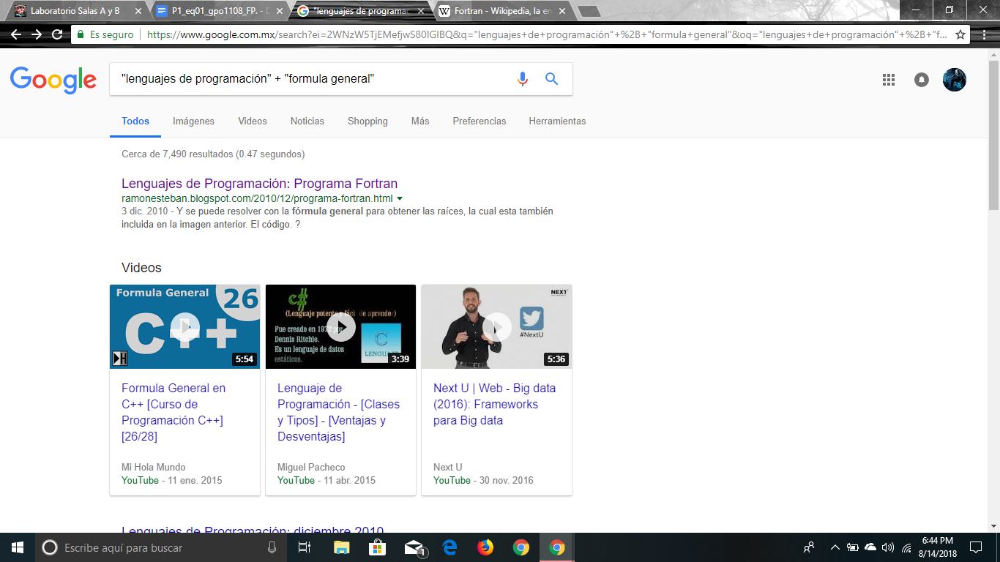 Laboratorio Salas A y B
P1_eq01_gpo1108_FP. - D
"lenguajes de programa
Fortran - Wikipedia, la en
Es seguro
https://www.google.com.mx/search?ei=2WNzW5TjEMefjwS80IGIBQ&q="lenguajes+de+programación"+%2B+"formula+general"&oq="lenguajes+de+programación"+%2B+"f...
Google
"lenguajes de programación" + "formula general"
Todos Imágenes Videos Noticias Shopping Más Preferencias Herramientas
Cerca de 7,490 resultados (0.47 segundos)
Lenguajes de Programación: Programa Fortran
ramonesteban.blogspot.com/2010/12/programa-fortran.html
3 dic. 2010 - Y se puede resolver con la fórmula general para obtener las raíces, la cual esta también
incluida en la imagen anterior. El código. ?
Videos
Formula General 26
C++
5:54
Formula General en
C++ [Curso de
Programación C++]
[26/28]
Mi Hola Mundo
YouTube - 11 ene. 2015
c#
(Lenguaje potente y fácil de aprender)
Fue creado en 1972 por
Dennis Ritchie.
Es un lenguaje de datos
estáticos.
C
LENGUAJE
3:39
Lenguaje de
Programación - [Clases
y Tipos] - [Ventajas y
Desventajas]
Miguel Pacheco
YouTube - 11 abr. 2015
NEXT
#NextU
5:36
Next U | Web - Big data
(2016): Frameworks
para Big data
Next U
YouTube - 30 nov. 2016
Lenguajes de Programación: diciembre 2010
Escribe aquí para buscar
1
6:44 PM
8/14/2018